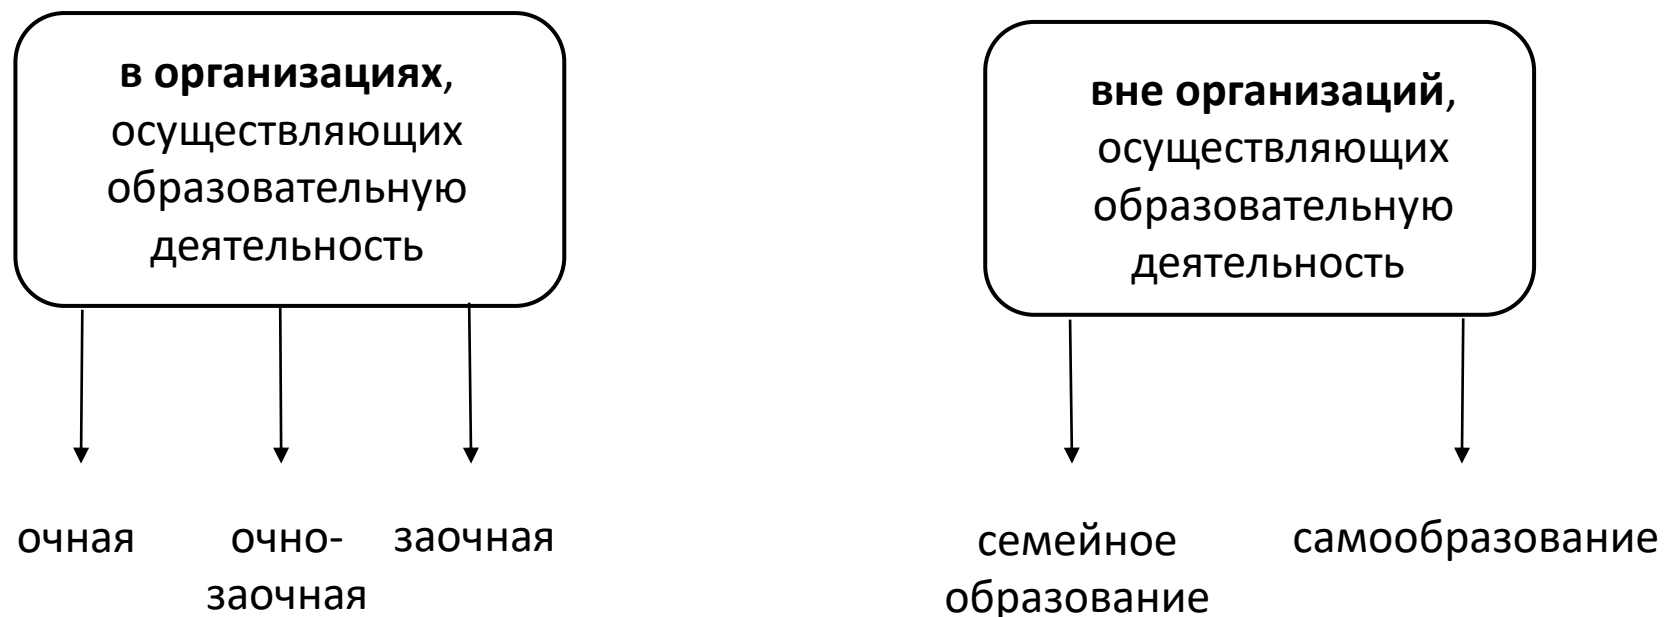 в организациях,
осуществляющих
образовательную
деятельность
вне организаций,
осуществляющих
образовательную
деятельность
очная
очно-
заочная
заочная
семейное
образование
самообразование